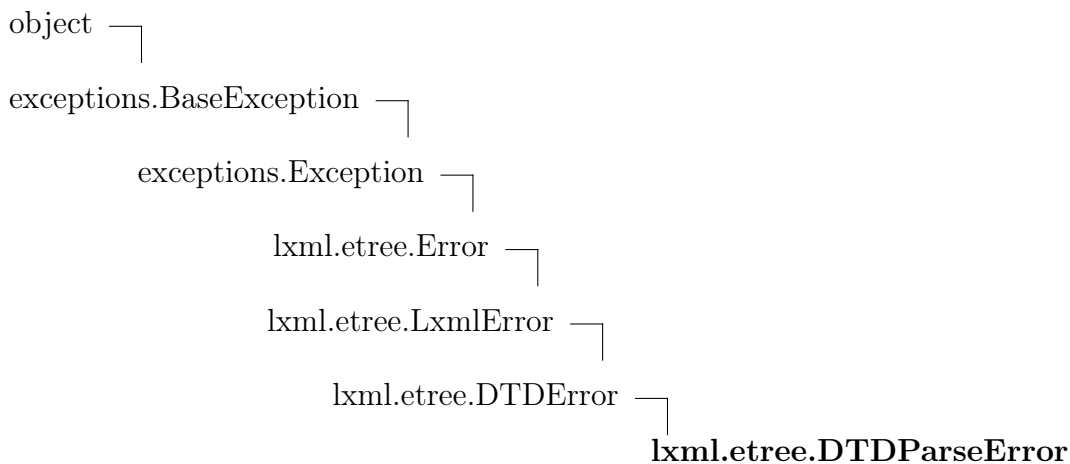 object
exceptions.BaseException
exceptions.Exception
lxml.etree.Error
lxml.etree.LxmlError
lxml.etree.DTDError
lxml.etree.DTDParseError